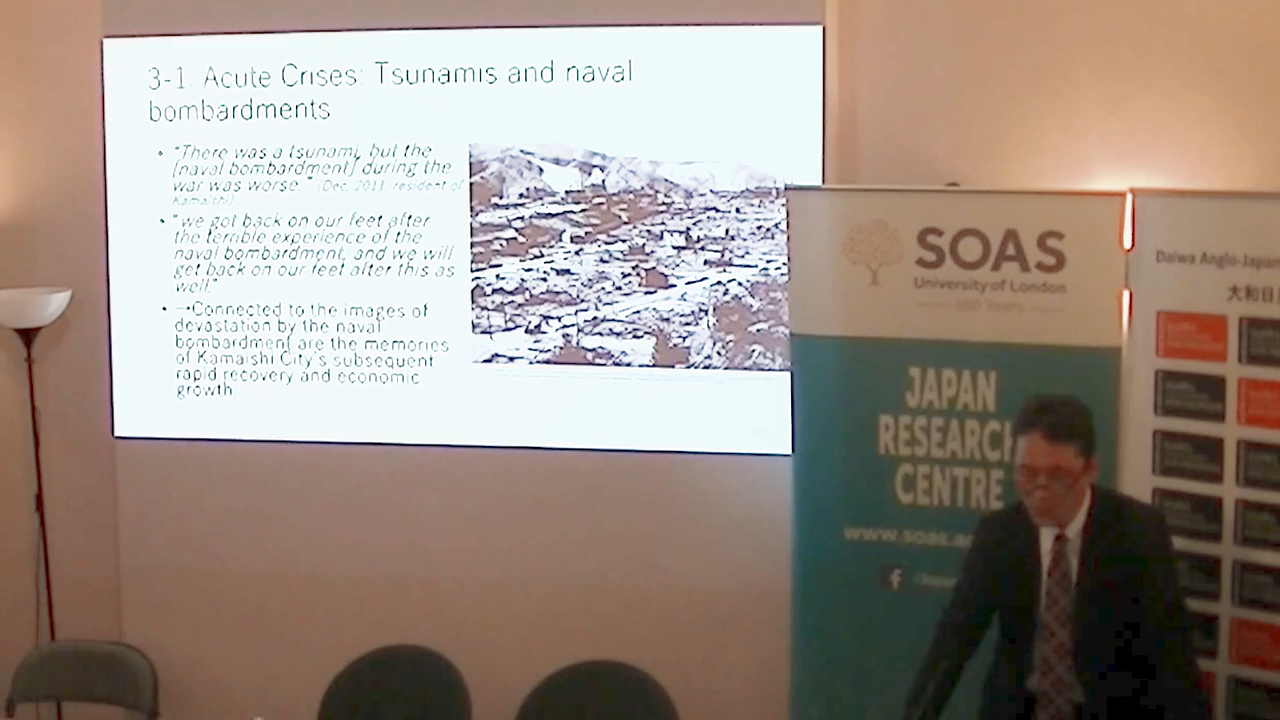 3-1. Acute Crises: Tsunamis and naval
bombardments
• "There was a tsunami, but the
[naval bombardment] during the
war was worse." (Dec. 2011, resident of
Kamaishi)
• "we got back on our feet after
the terrible experience of the
naval bombardment, and we will
get back on our feet after this as
well."
• →Connected to the images of
devastation by the naval
bombardment are the memories
of Kamaishi City's subsequent
rapid recovery and economic
growth
SOAS
University of London
100 Years
JAPAN
RESEARCH
CENTRE
www.soas.a
f
Daiwa Anglo-Japan
大和日